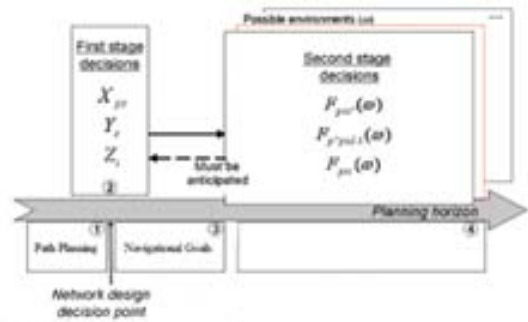 Possible environments (ω)
...
First stage
decisions
Second stage
decisions
Must be
anticipated
②
Planning horizon
①
③
④
Path Planning
Navigational Goals
Network design
decision point